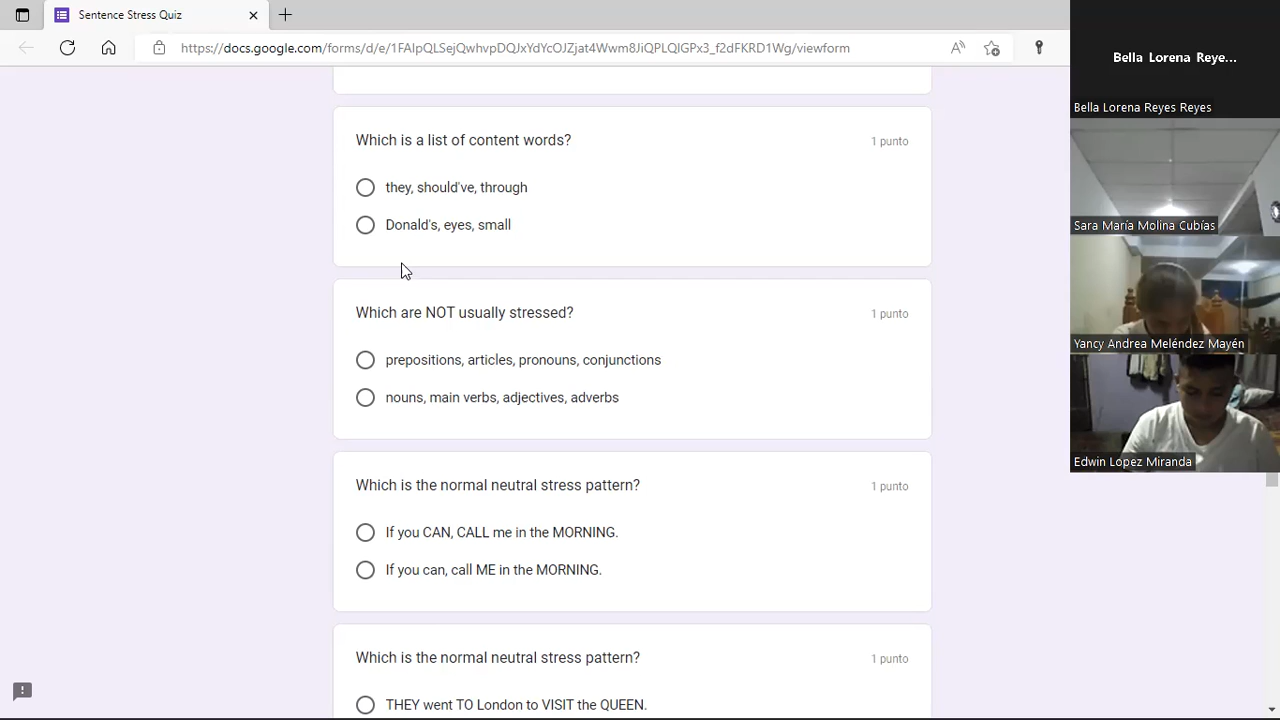 Sentence Stress Quiz
https://docs.google.com/forms/d/e/1FAIpQLSejQwhvpDQJxYdYcOJZjat4Wwm8JiQPLQlGPx3_f2dFKRD1Wg/viewform
Bella Lorena Reye...
Bella Lorena Reyes Reyes
Which is a list of content words?
1 punto
they, should've, through
Donald's, eyes, small
Sara María Molina Cubías
Which are NOT usually stressed?
1 punto
prepositions, articles, pronouns, conjunctions
nouns, main verbs, adjectives, adverbs
Yancy Andrea Meléndez Mayén
Edwin Lopez Miranda
Which is the normal neutral stress pattern?
1 punto
If you CAN, CALL me in the MORNING.
If you can, call ME in the MORNING.
Which is the normal neutral stress pattern?
1 punto
THEY went TO London to VISIT the QUEEN.